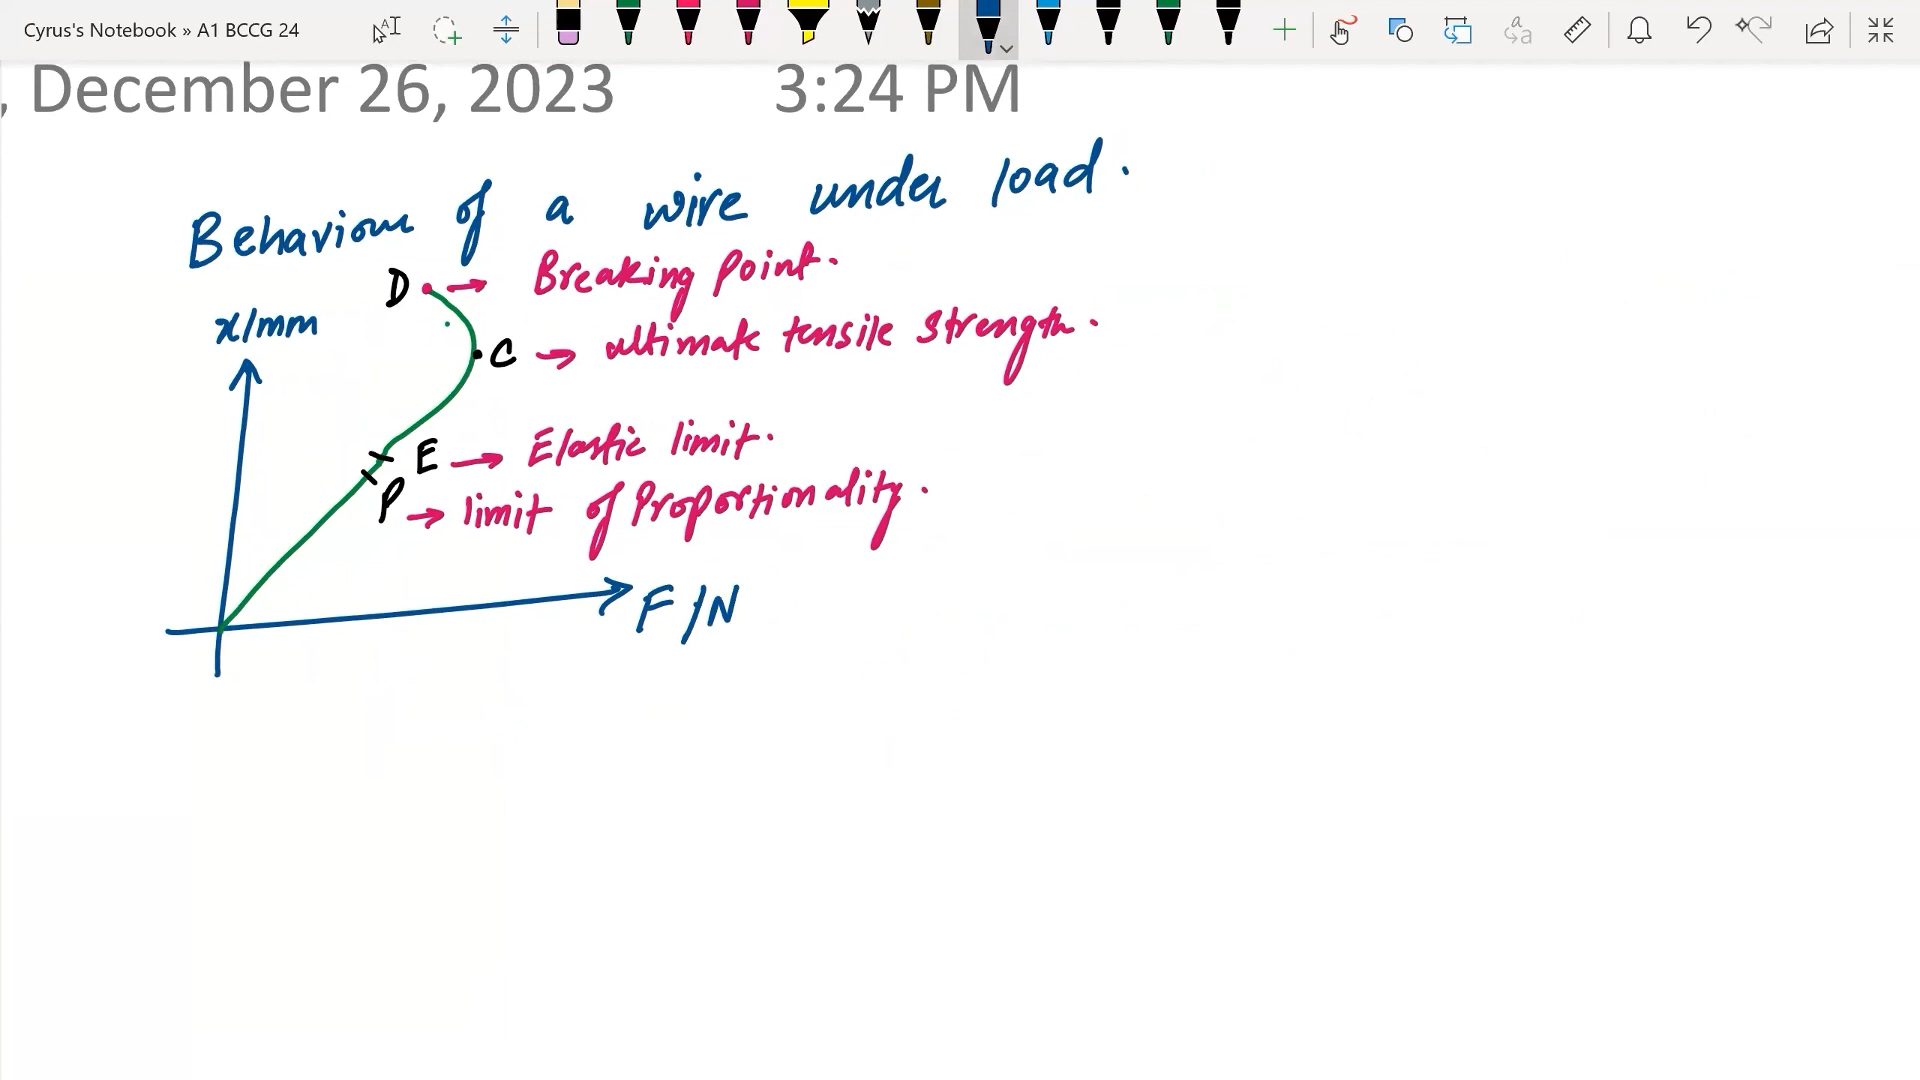 Cyrus's Notebook » A1 BCCG 24
, December 26, 2023 3:24 PM
Behaviour of a wire under load.
D → Breaking point.
x/mm
C → ultimate tensile strength.
E → Elastic limit.
P → limit of Proportionality.
F/N